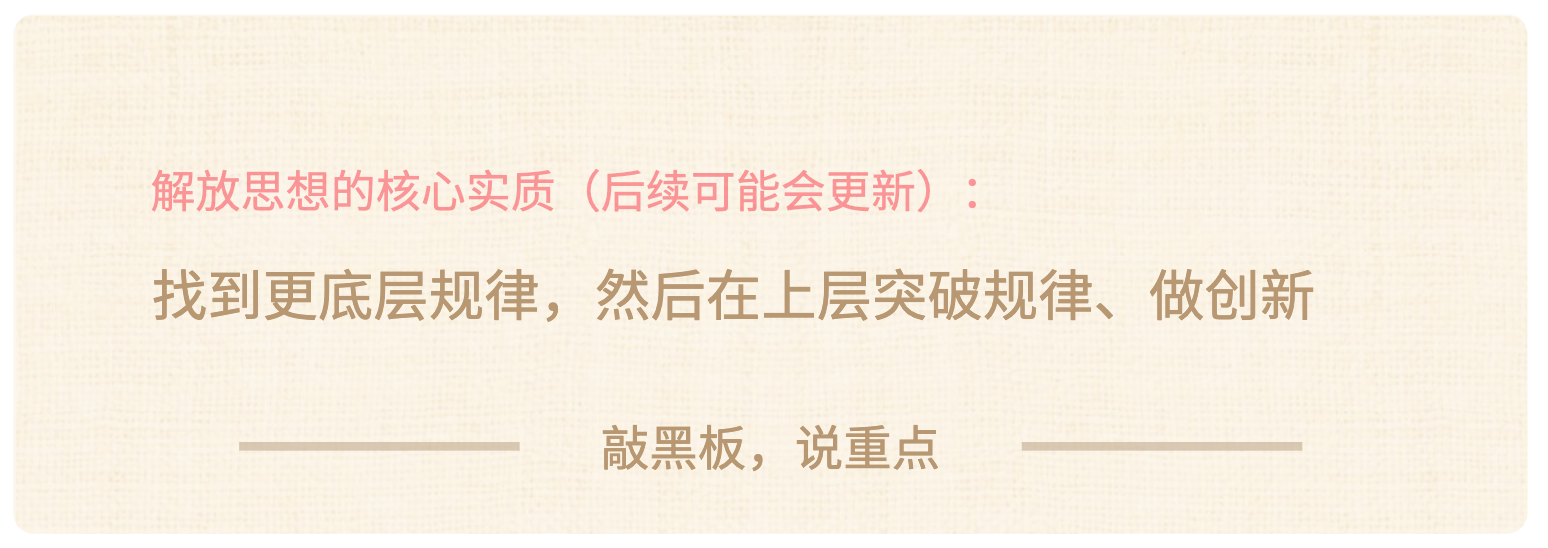 解放思想的核心实质（后续可能会更新）：
找到更底层规律，然后在上层突破规律、做创新
敲黑板，说重点